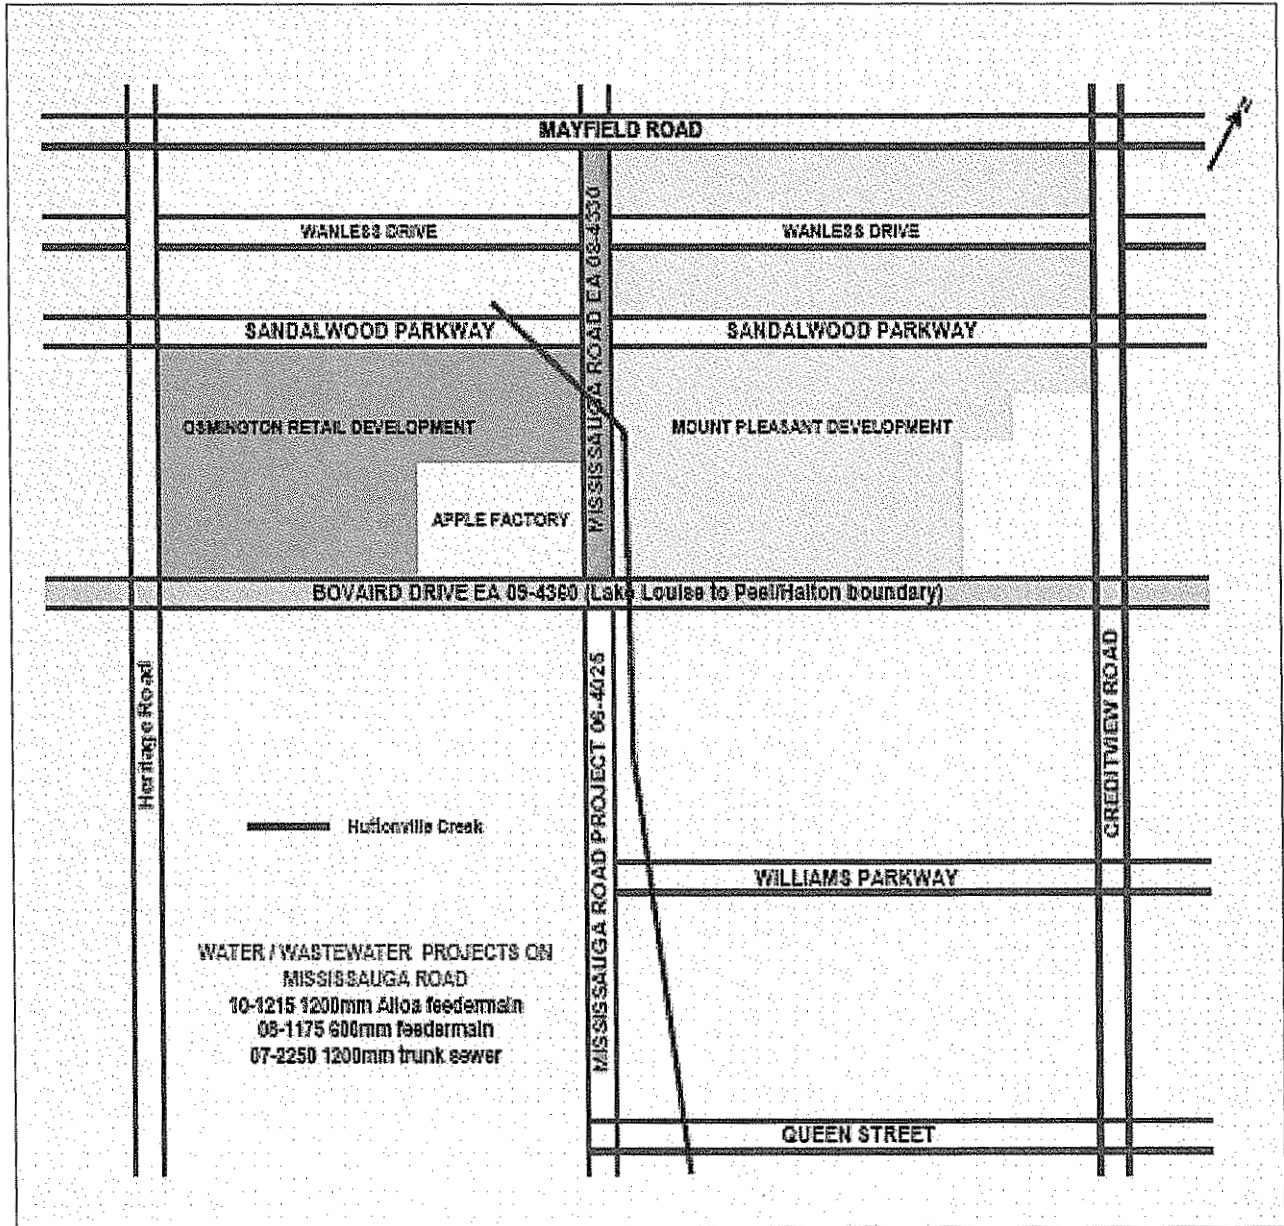 N
MAYFIELD ROAD
WANLESS DRIVE
WANLESS DRIVE
SANDALWOOD PARKWAY
SANDALWOOD PARKWAY
MISSISSAUGA ROAD EA 08-4330
OSMINGTON RETAIL DEVELOPMENT
MOUNT PLEASANT DEVELOPMENT
APPLE FACTORY
BOVAIRD DRIVE EA 09-4360 (Lake Louise to Peel/Halton boundary)
Heritage Road
MISSISSAUGA ROAD PROJECT 06-4025
CREDITVIEW ROAD
Huttonville Creek
WILLIAMS PARKWAY
WATER / WASTEWATER PROJECTS ON
MISSISSAUGA ROAD
10-1215 1200mm Alloa feedermain
08-1175 600mm feedermain
07-2250 1200mm trunk sewer
QUEEN STREET